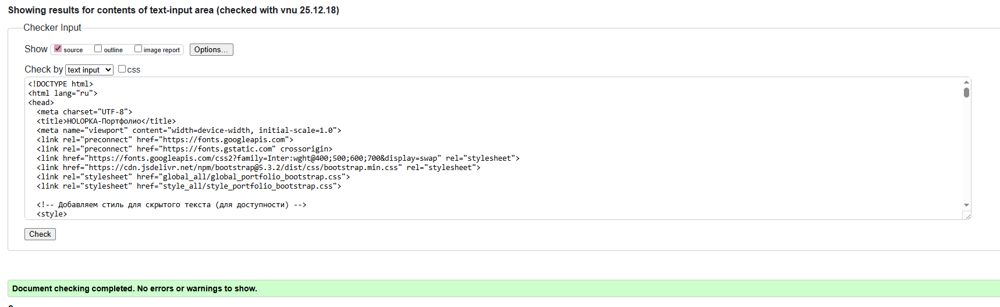 Showing results for contents of text-input area (checked with vnu 25.12.18)
Checker Input
Show source outline image report Options...
Check by text input css
<!DOCTYPE html>
<html lang="ru">
<head>
  <meta charset="UTF-8">
  <title>HOLOPKA-Портфолио</title>
  <meta name="viewport" content="width=device-width, initial-scale=1.0">
  <link rel="preconnect" href="https://fonts.googleapis.com">
  <link rel="preconnect" href="https://fonts.gstatic.com" crossorigin>
  <link href="https://fonts.googleapis.com/css2?family=Inter:wght@400;500;600;700&display=swap" rel="stylesheet">
  <link href="https://cdn.jsdelivr.net/npm/bootstrap@5.3.2/dist/css/bootstrap.min.css" rel="stylesheet">
  <link rel="stylesheet" href="global_all/global_portfolio_bootstrap.css">
  <link rel="stylesheet" href="style_all/style_portfolio_bootstrap.css">
  <!-- Добавляем стиль для скрытого текста (для доступности) -->
  <style>
Check
Document checking completed. No errors or warnings to show.